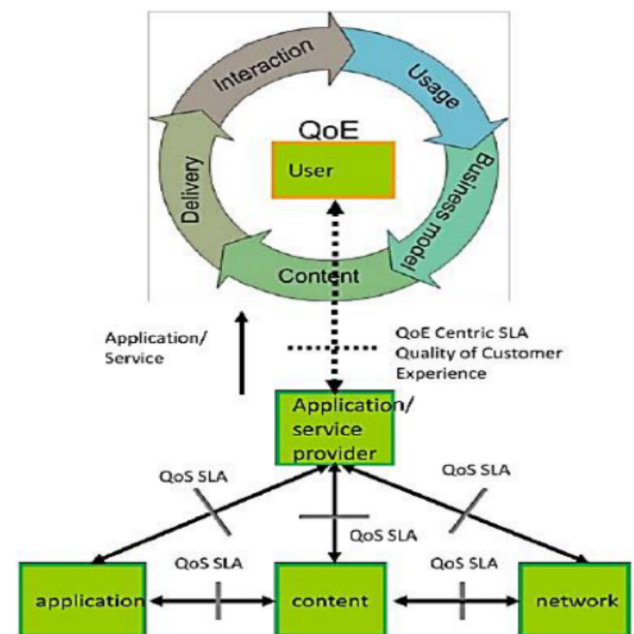 Interaction
Usage
QoE
User
Delivery
Business model
Content
Application/
Service
QoE Centric SLA
Quality of Customer
Experience
Application/
service
provider
QoS SLA
QoS SLA
QoS SLA
QoS SLA
QoS SLA
application
content
network